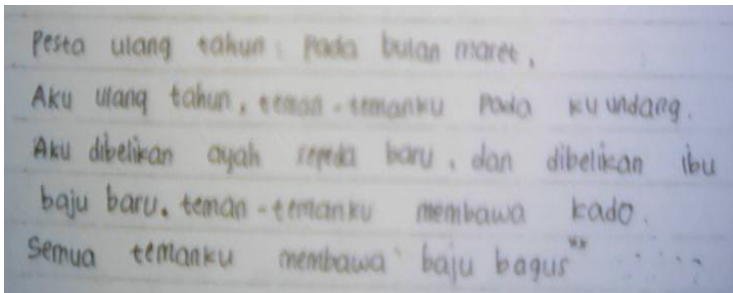 Pesta ulang tahun : Pada bulan maret,
Aku ulang tahun, teman-temanku Pada ku undang.
Aku dibelikan ayah sepeda baru, dan dibelikan ibu
baju baru. teman-temanku membawa kado.
Semua temanku membawa baju bagus" .....